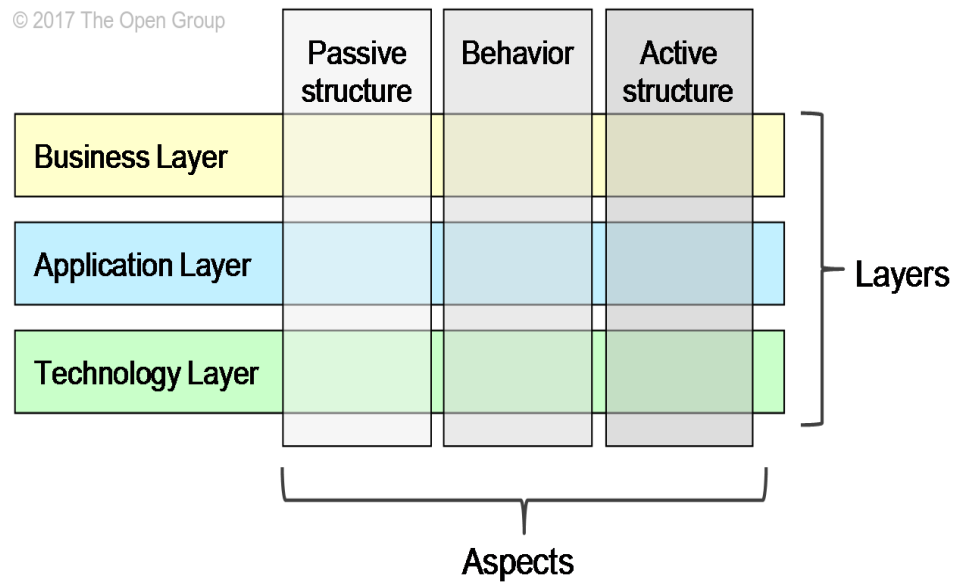 © 2017 The Open Group
Passive
structure
Behavior
Active
structure
Business Layer
Application Layer
Layers
Technology Layer
Aspects